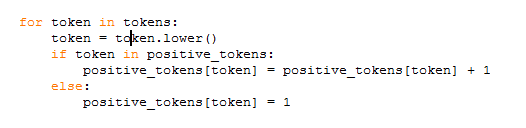 for token in tokens:
    token = token.lower()
    if token in positive_tokens:
        positive_tokens[token] = positive_tokens[token] + 1
    else:
        positive_tokens[token] = 1